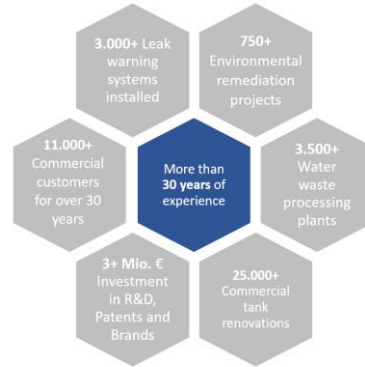 3.000+ Leak
warning
systems
installed
750+
Environmental
remediation
projects
11.000+
Commercial
customers
for over 30
years
More than
30 years of
experience
3.500+
Water
waste
processing
plants
3+ Mio. €
Investment
in R&D,
Patents and
Brands
25.000+
Commercial
tank
renovations